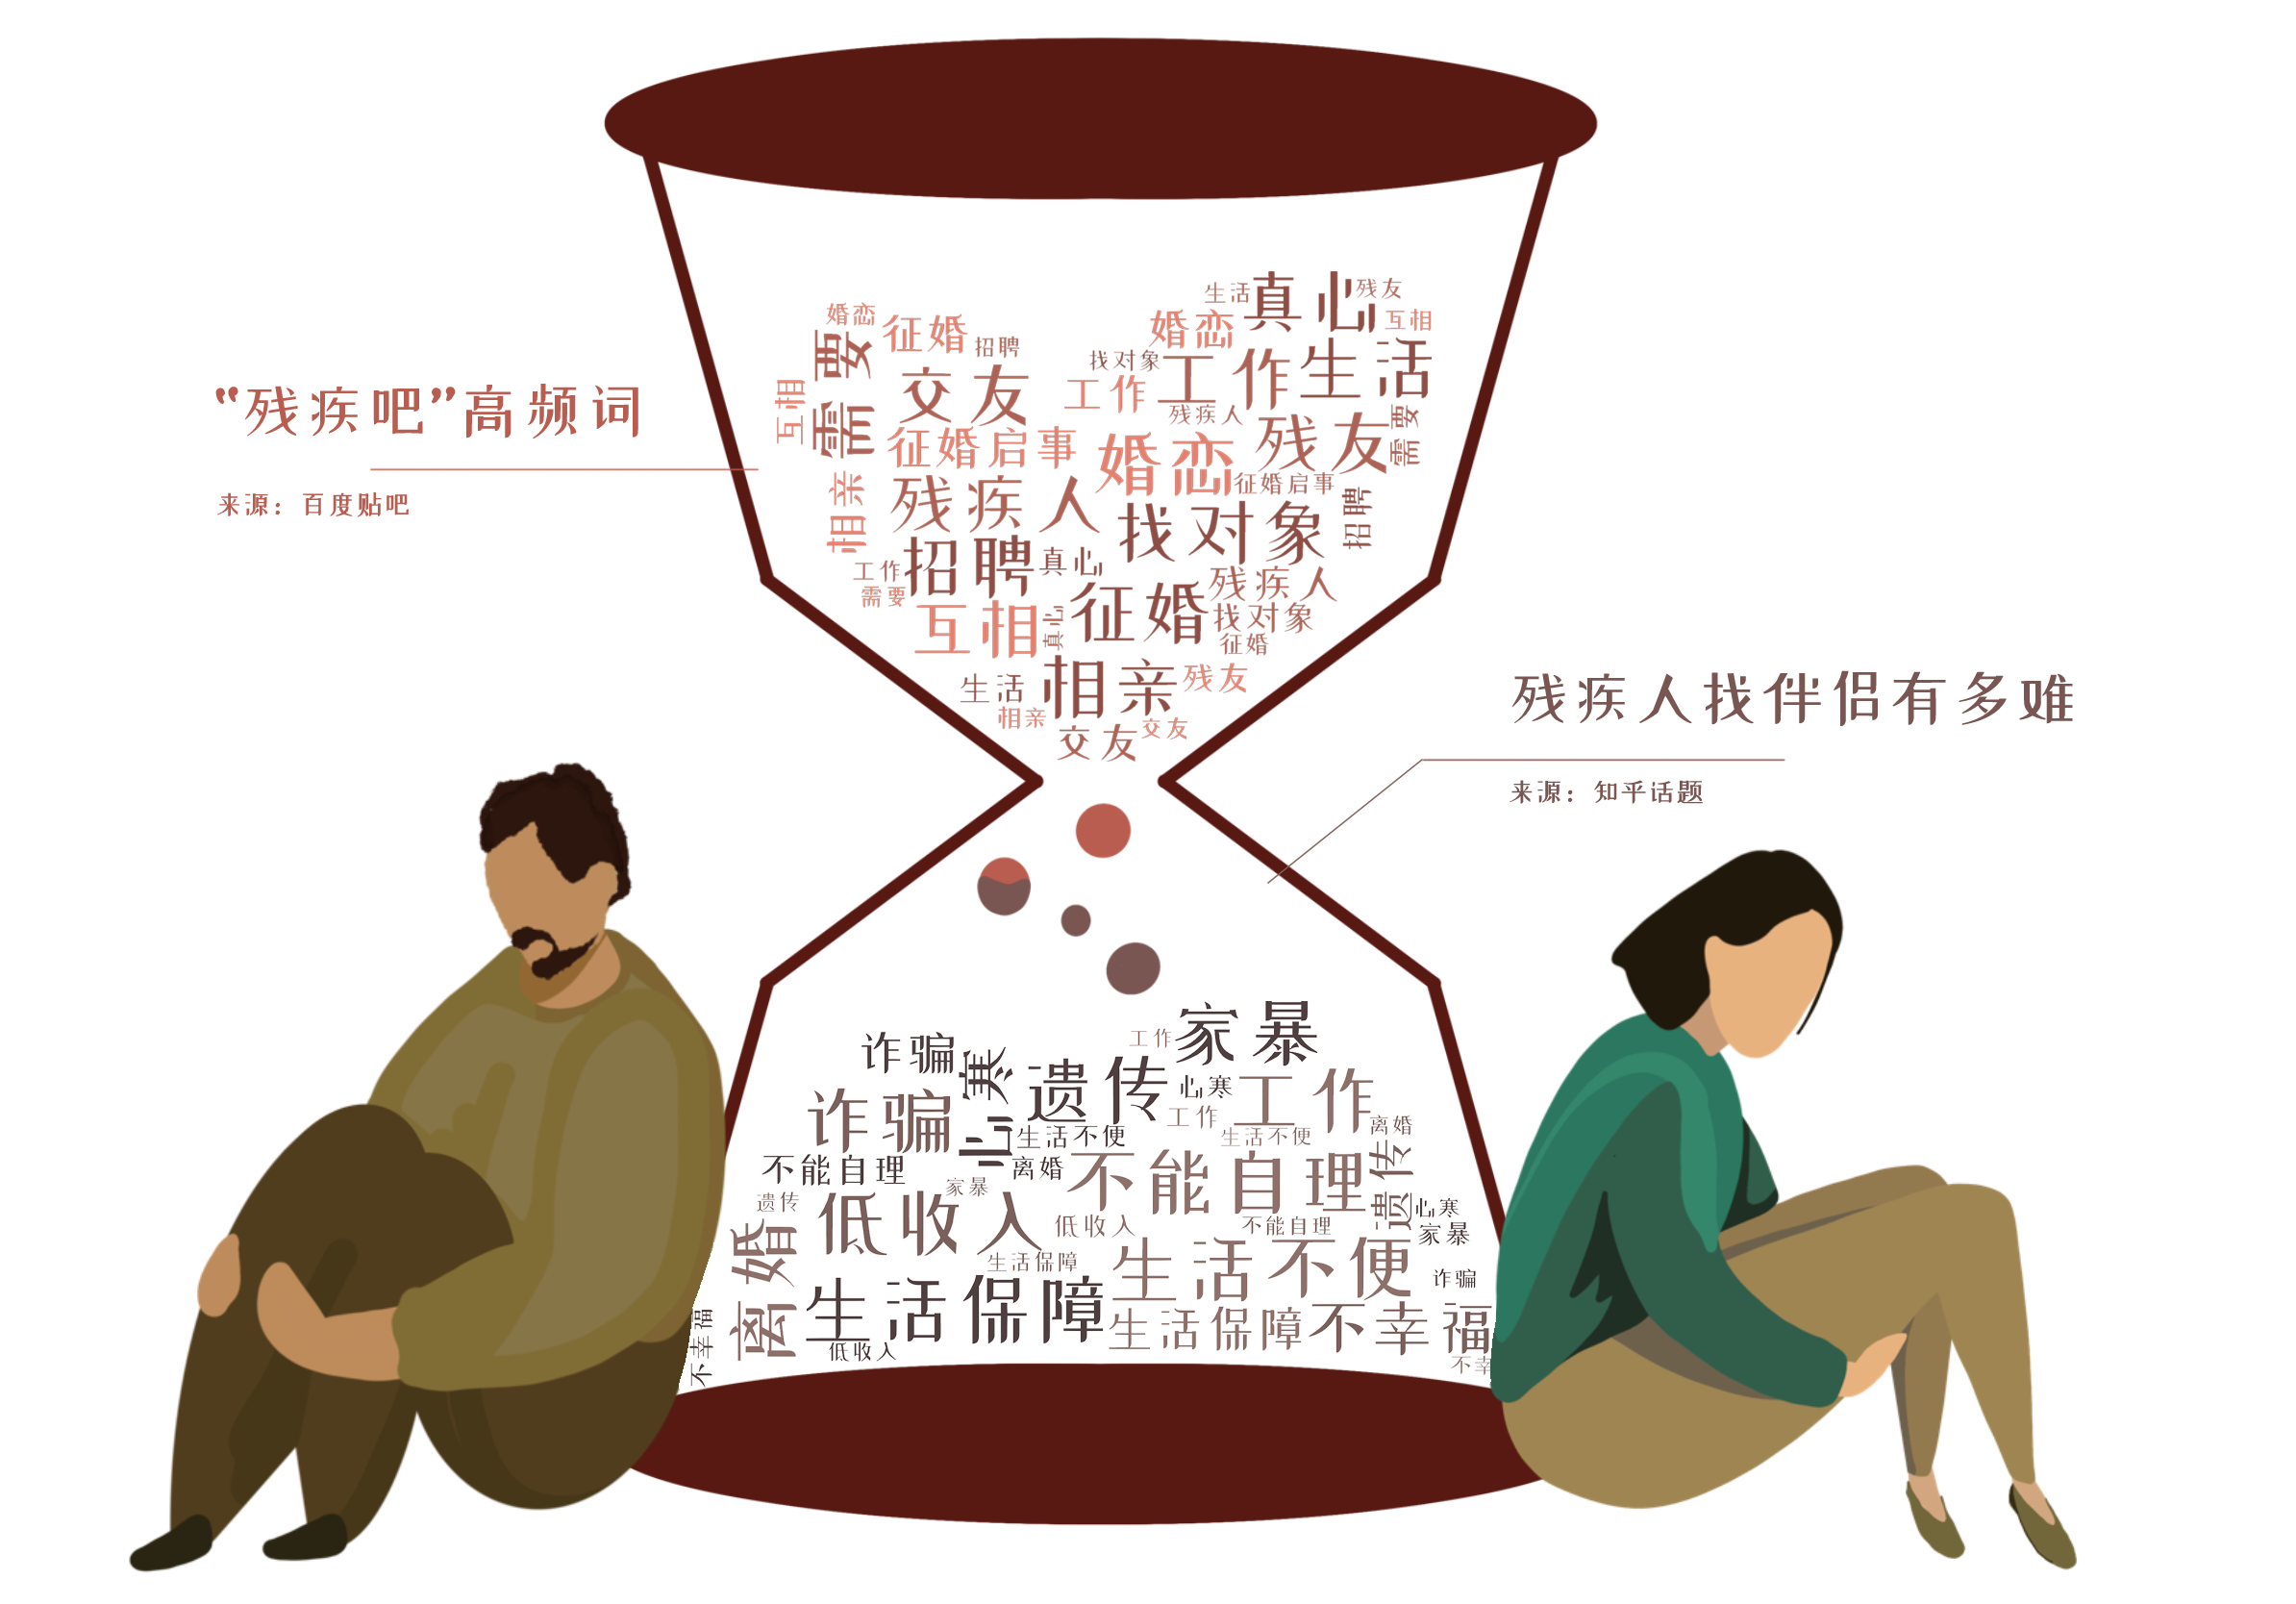 “残疾吧”高频词
来源：百度贴吧
生活 真心 残友
婚恋 征婚 招聘 婚恋 互相
需要 找对象 工作 生活
互相 交友 工作 残疾人 需要
征婚启事 婚恋 残友
相亲 残疾人 找对象 征婚启事 招聘
工作 招聘 真心 残疾人
需要 互相 真心 征婚 找对象
征婚
生活 相亲 残友
相亲 交友 交友
残疾人找伴侣有多难
来源：知乎话题
诈骗 心寒 工作 家暴
诈骗 遗传 心寒 工作
工作 离婚
生活不便 生活不便
不能自理 离婚 不能自理 遗传
遗传 家暴 心寒
离婚 低收入 低收入 不能自理 家暴
生活保障 生活不便 诈骗
不幸福 生活保障 生活保障 不幸福
低收入 不幸